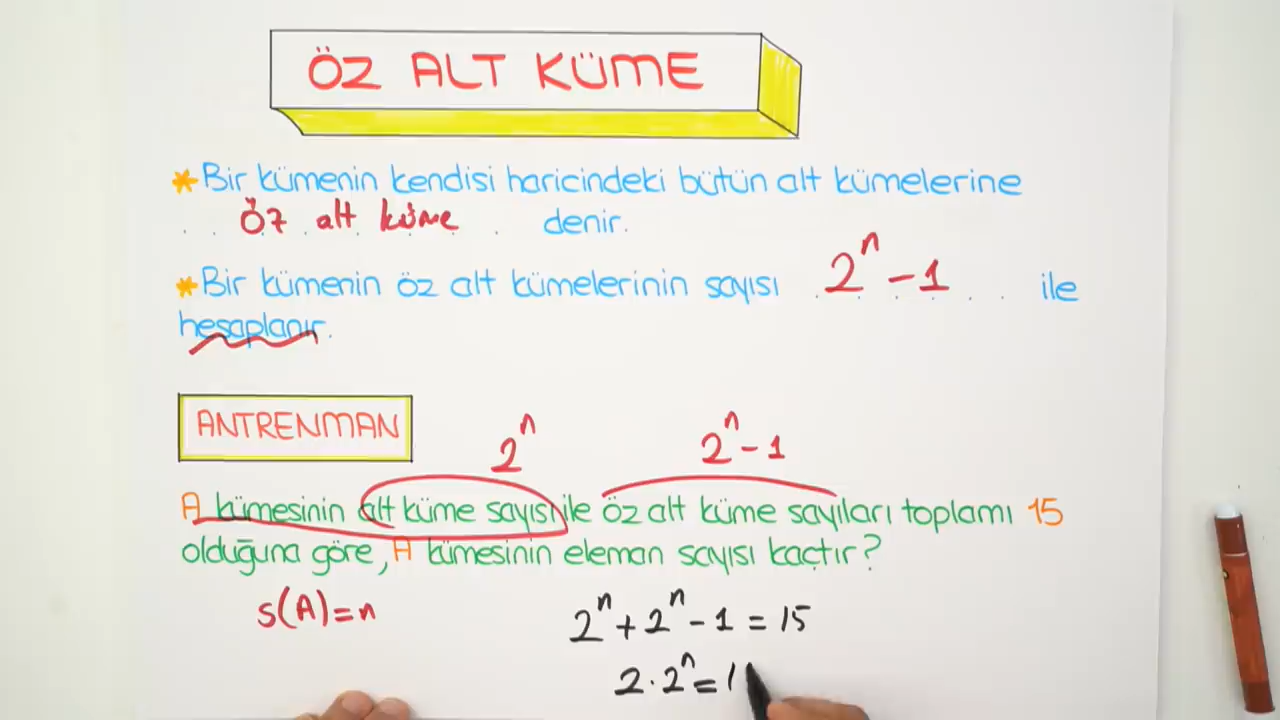 ÖZ ALT KÜME
* Bir kümenin kendisi haricindeki bütün alt kümelerine
.. Öz alt küme . denir.
* Bir kümenin öz alt kümelerinin sayısı 2ⁿ - 1 ile
hesaplanır.
ANTRENMAN
2ⁿ 2ⁿ - 1
A kümesinin alt küme sayısı ile öz alt küme sayıları toplamı 15
olduğuna göre, A kümesinin eleman sayısı kaçtır?
s(A)=n
2ⁿ + 2ⁿ - 1 = 15
2 · 2ⁿ = 1